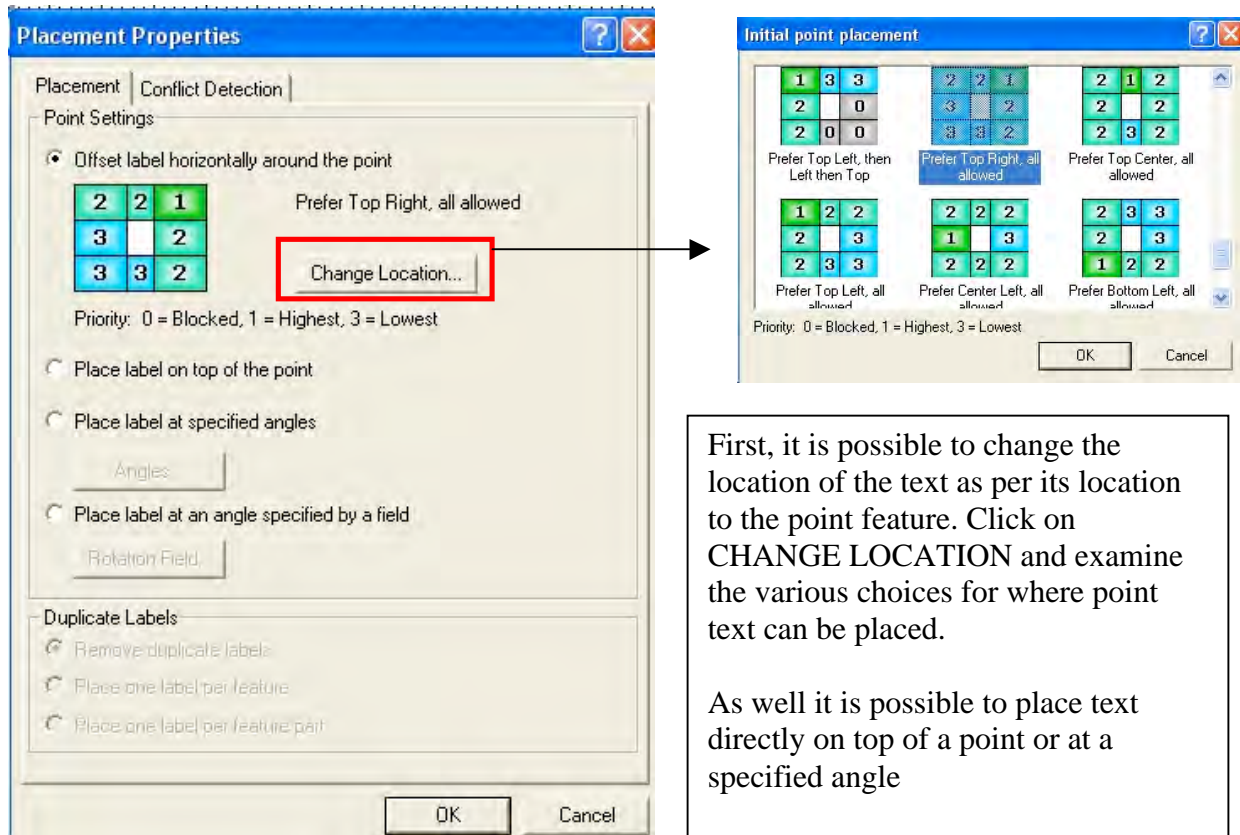 Placement Properties
Placement
Conflict Detection
Point Settings
Offset label horizontally around the point
2 2 1
3 2
3 3 2
Prefer Top Right, all allowed
Change Location...
Priority: 0 = Blocked, 1 = Highest, 3 = Lowest
Place label on top of the point
Place label at specified angles
Angles...
Place label at an angle specified by a field
Rotation Field..
Duplicate Labels
Remove duplicate labels
Place one label per feature
Place one label per feature part
OK
Cancel
Initial point placement
1 3 3
2 0
2 0 0
Prefer Top Left, then
Left then Top
2 2 1
3 2
3 3 2
Prefer Top Right, all
allowed
2 1 2
2 2
2 3 2
Prefer Top Center, all
allowed
1 2 2
2 3
2 3 3
Prefer Top Left, all
allowed
2 2 2
1 3
2 2 2
Prefer Center Left, all
allowed
2 3 3
2 3
1 2 2
Prefer Bottom Left, all
allowed
Priority: 0 = Blocked, 1 = Highest, 3 = Lowest
OK
Cancel
First, it is possible to change the
location of the text as per its location
to the point feature. Click on
CHANGE LOCATION and examine
the various choices for where point
text can be placed.
As well it is possible to place text
directly on top of a point or at a
specified angle